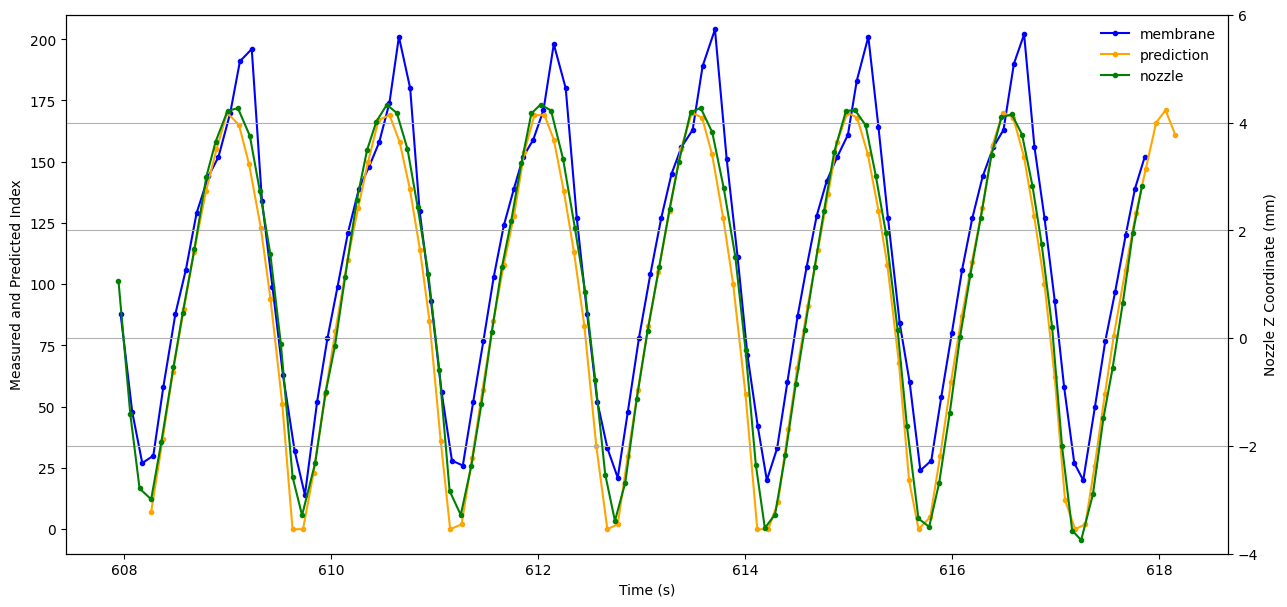 membrane
prediction
nozzle
Measured and Predicted Index
200
175
150
125
100
75
50
25
0
6
4
2
0
−2
−4
Nozzle Z Coordinate (mm)
608 610 612 614 616 618
Time (s)